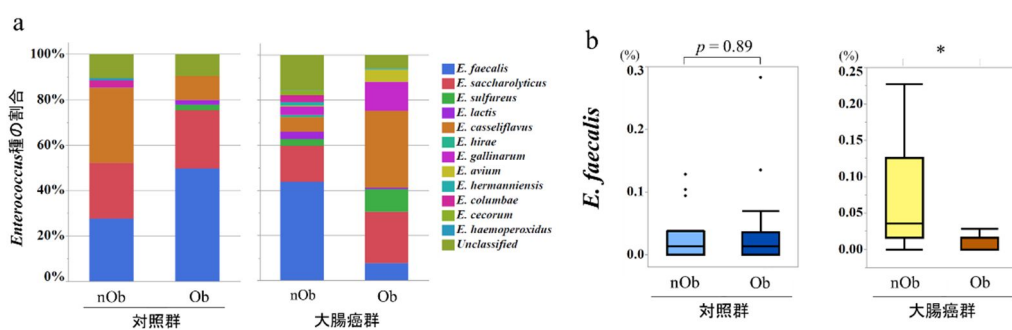 a
Enterococcus種の割合
100%
80%
60%
40%
20%
0%
nOb
Ob
対照群
nOb
Ob
大腸癌群
E. faecalis
E. saccharolyticus
E. sulfureus
E. lactis
E. casseliflavus
E. hirae
E. gallinarum
E. avium
E. hermanniensis
E. columbae
E. cecorum
E. haemoperoxidus
Unclassified
b
E. faecalis
(%)
p = 0.89
0.3
0.2
0.1
0.0
nOb
Ob
対照群
(%)
*
0.25
0.20
0.15
0.10
0.05
0.00
nOb
Ob
大腸癌群